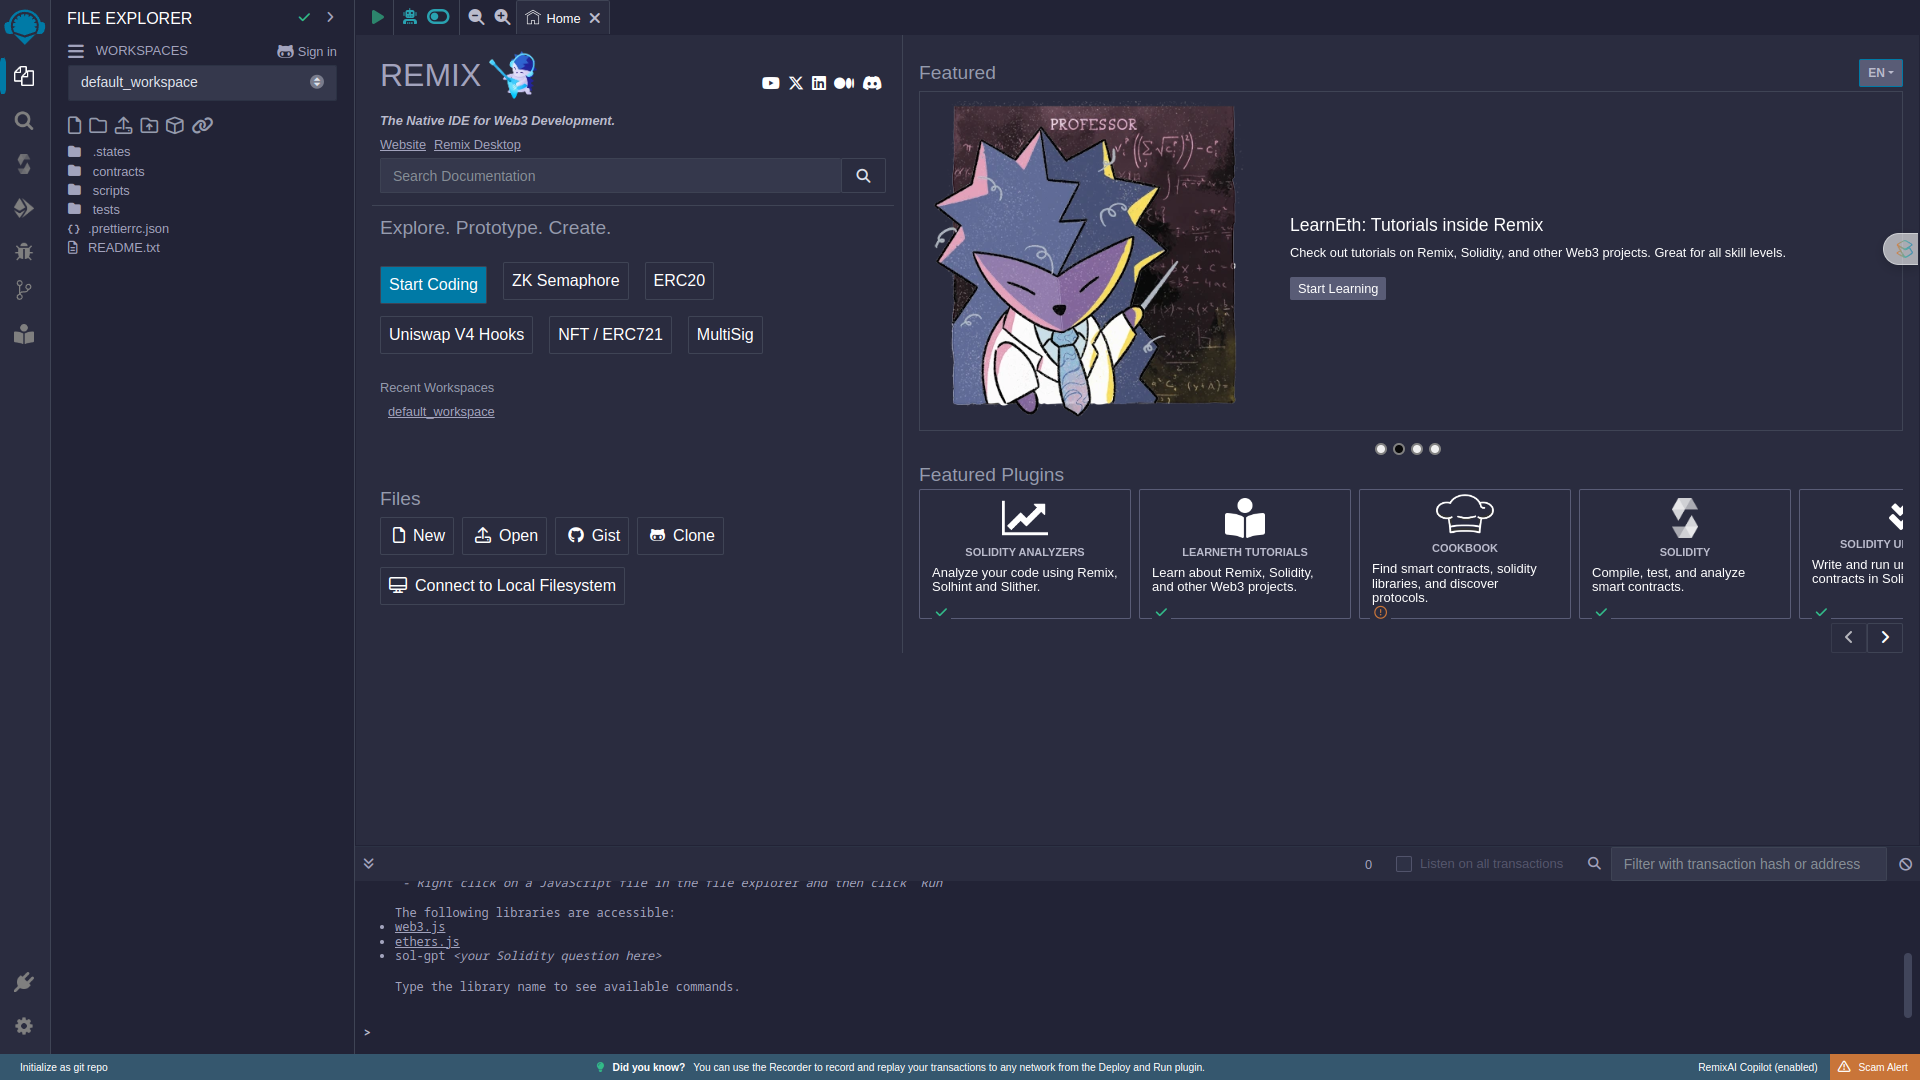 FILE EXPLORER
WORKSPACES
Sign in
default_workspace
.states
contracts
scripts
tests
.prettierrc.json
README.txt
Home
REMIX
The Native IDE for Web3 Development.
Website Remix Desktop
Search Documentation
Explore. Prototype. Create.
Start Coding
ZK Semaphore
ERC20
Uniswap V4 Hooks
NFT / ERC721
MultiSig
Recent Workspaces
default_workspace
Files
New
Open
Gist
Clone
Connect to Local Filesystem
Featured
EN
PROFESSOR
LearnEth: Tutorials inside Remix
Check out tutorials on Remix, Solidity, and other Web3 projects. Great for all skill levels.
Start Learning
Featured Plugins
SOLIDITY ANALYZERS
Analyze your code using Remix,
Solhint and Slither.
LEARNETH TUTORIALS
Learn about Remix, Solidity,
and other Web3 projects.
COOKBOOK
Find smart contracts, solidity
libraries, and discover
protocols.
SOLIDITY
Compile, test, and analyze
smart contracts.
SOLIDITY U
Write and run u
contracts in Soli
0
Listen on all transactions
Filter with transaction hash or address
- Right click on a JavaScript file in the file explorer and then click `Run`
The following libraries are accessible:
web3.js
ethers.js
sol-gpt <your Solidity question here>
Type the library name to see available commands.
>
Initialize as git repo
Did you know? You can use the Recorder to record and replay your transactions to any network from the Deploy and Run plugin.
RemixAI Copilot (enabled)
Scam Alert